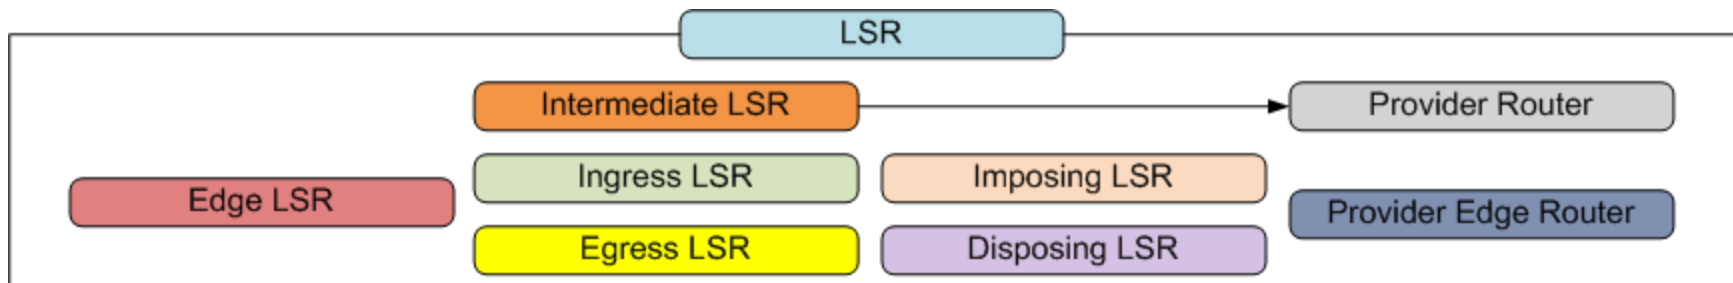 LSR
Intermediate LSR
Provider Router
Ingress LSR
Imposing LSR
Edge LSR
Provider Edge Router
Egress LSR
Disposing LSR